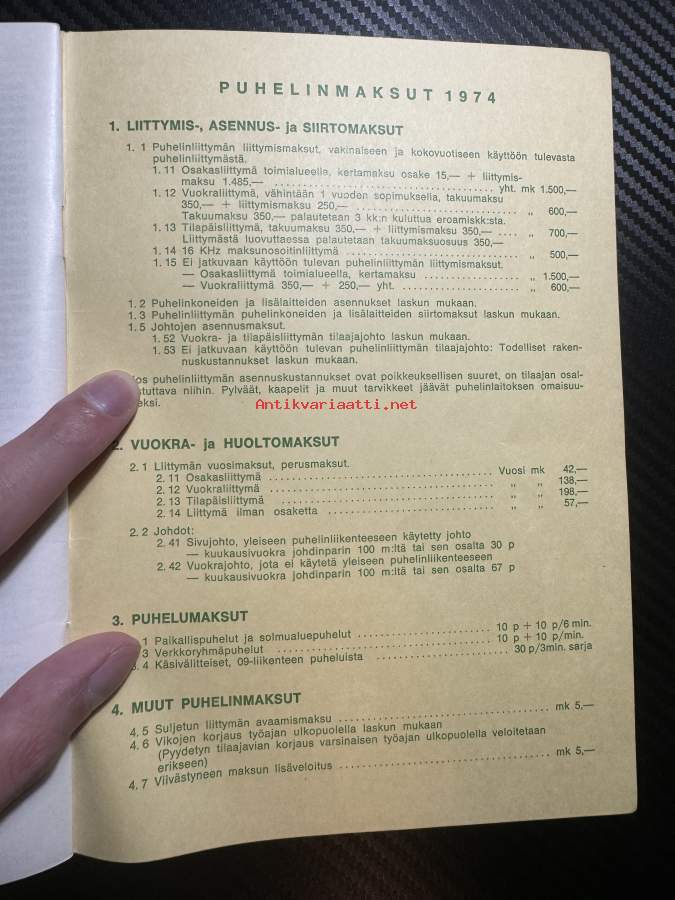 PUHELINMAKSUT 1974
1. LIITTYMIS-, ASENNUS- ja SIIRTOMAKSUT
1. 1 Puhelinliittymän liittymismaksut, vakinaiseen ja kokovuotiseen käyttöön tulevasta
puhelinliittymästä.
1. 11 Osakasliittymä toimialueella, kertamaksu osake 15,— + liittymis-
maksu 1.485,— .......... yht. mk 1.500,—
1. 12 Vuokraliittymä, vähintään 1 vuoden sopimuksella, takuumaksu
350,— + liittymismaksu 250,— .......... „ 600,—
Takuumaksu 350,— palautetaan 3 kk:n kuluttua eroamiskk:sta.
1. 13 Tilapäisliittymä, takuumaksu 350,— + liittymismaksu 350,— .... „ 700,—
Liittymästä luovuttaessa palautetaan takuumaksuosuus 350,—
1. 14 16 KHz maksunosoitinliittymä .......... „ 500,—
1. 15 Ei jatkuvaan käyttöön tulevan puhelinliittymän liittymismaksut.
— Osakasliittymä toimialueella, kertamaksu .......... „ 1.500,—
— Vuokraliittymä 350,— + 250,— yht. .......... „ 600,—
1. 2 Puhelinkoneiden ja lisälaitteiden asennukset laskun mukaan.
1. 3 Puhelinliittymän puhelinkoneiden ja lisälaitteiden siirtomaksut laskun mukaan.
1. 5 Johtojen asennusmaksut.
1. 52 Vuokra- ja tilapäisliittymän tilaajajohto laskun mukaan.
1. 53 Ei jatkuvaan käyttöön tulevan puhelinliittymän tilaajajohto: Todelliset raken-
nuskustannukset laskun mukaan.
Jos puhelinliittymän asennuskustannukset ovat poikkeuksellisen suuret, on tilaajan osal-
stuttava niihin. Pylväät, kaapelit ja muut tarvikkeet jäävät puhelinlaitoksen omaisuu-
eksi.
Antikvariaatti.net
2. VUOKRA- ja HUOLTOMAKSUT
2. 1 Liittymän vuosimaksut, perusmaksut.
2. 11 Osakasliittymä .......... Vuosi mk 42,—
2. 12 Vuokraliittymä .......... „ „ 138,—
2. 13 Tilapäisliittymä .......... „ „ 198,—
2. 14 Liittymä ilman osaketta .......... „ „ 57,—
2. 2 Johdot:
2. 41 Sivujohto, yleiseen puhelinliikenteeseen käytetty johto
— kuukausivuokra johdinparin 100 m:ltä tai sen osalta 30 p
2. 42 Vuokrajohto, jota ei käytetä yleiseen puhelinliikenteeseen
— kuukausivuokra johdinparin 100 m:ltä tai sen osalta 67 p
3. PUHELUMAKSUT
1 Paikallispuhelut ja solmualuepuhelut .......... 10 p + 10 p/6 min.
3 Verkkoryhmäpuhelut .......... 10 p + 10 p/min.
3. 4 Käsivälitteiset, 09-liikenteen puheluista .......... 30 p/3min. sarja
4. MUUT PUHELINMAKSUT
4. 5 Suljetun liittymän avaamismaksu .......... mk 5,—
4. 6 Vikojen korjaus työajan ulkopuolella laskun mukaan
(Pyydetyn tilaajavian korjaus varsinaisen työajan ulkopuolella veloitetaan
erikseen)
4. 7 Viivästyneen maksun lisäveloitus .......... mk 5,—